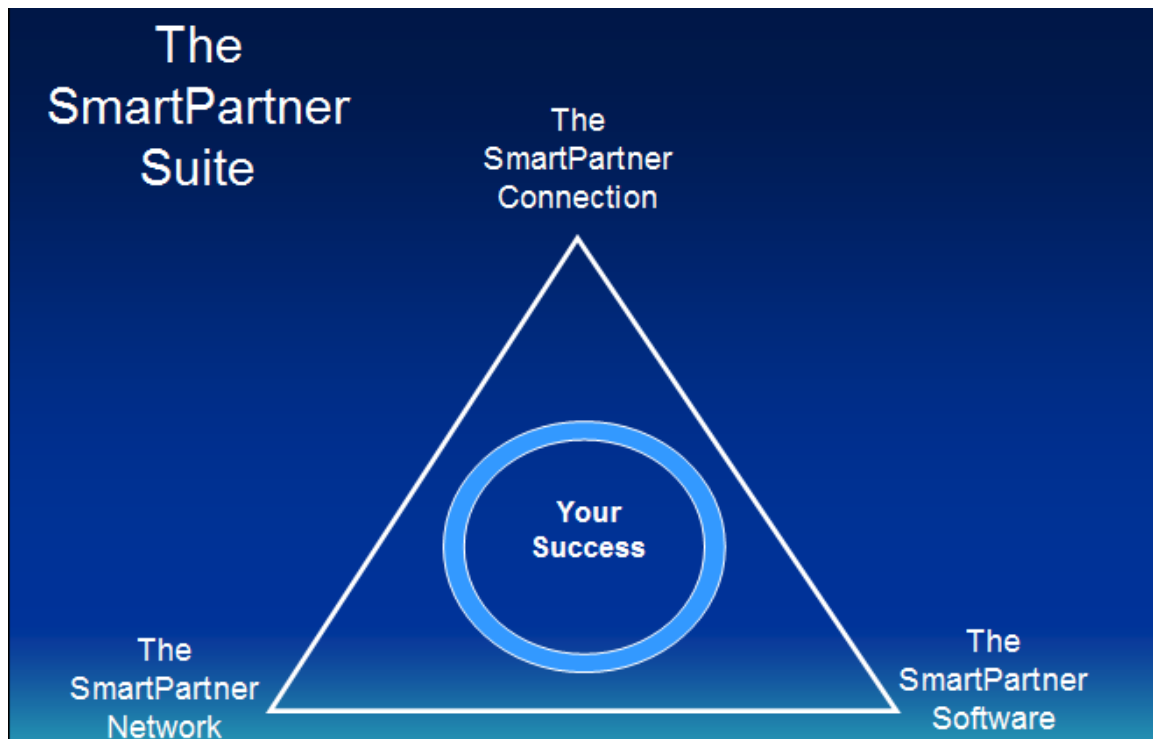 The
SmartPartner
Suite
The
SmartPartner
Connection
Your
Success
The
SmartPartner
Network
The
SmartPartner
Software